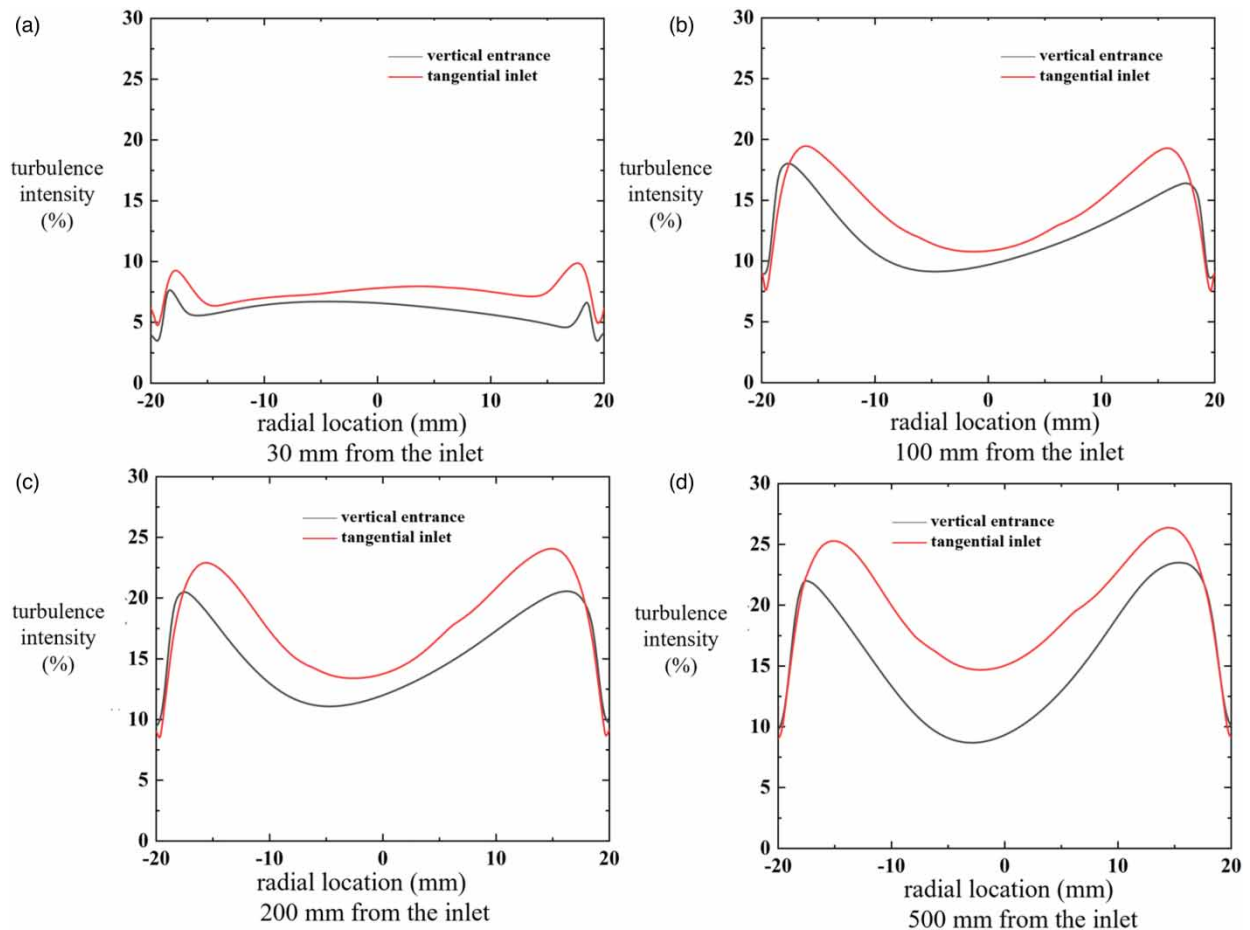 (a)
30
25
20
15
10
5
0
turbulence
intensity
(%)
vertical entrance
tangential inlet
-20 -10 0 10 20
radial location (mm)
30 mm from the inlet
(b)
30
25
20
15
10
5
0
turbulence
intensity
(%)
vertical entrance
tangential inlet
-20 -10 0 10 20
radial location (mm)
100 mm from the inlet
(c)
30
25
20
15
10
5
0
turbulence
intensity
(%)
vertical entrance
tangential inlet
-20 -10 0 10 20
radial location (mm)
200 mm from the inlet
(d)
30
25
20
15
10
5
0
turbulence
intensity
(%)
vertical entrance
tangential inlet
-20 -10 0 10 20
radial location (mm)
500 mm from the inlet